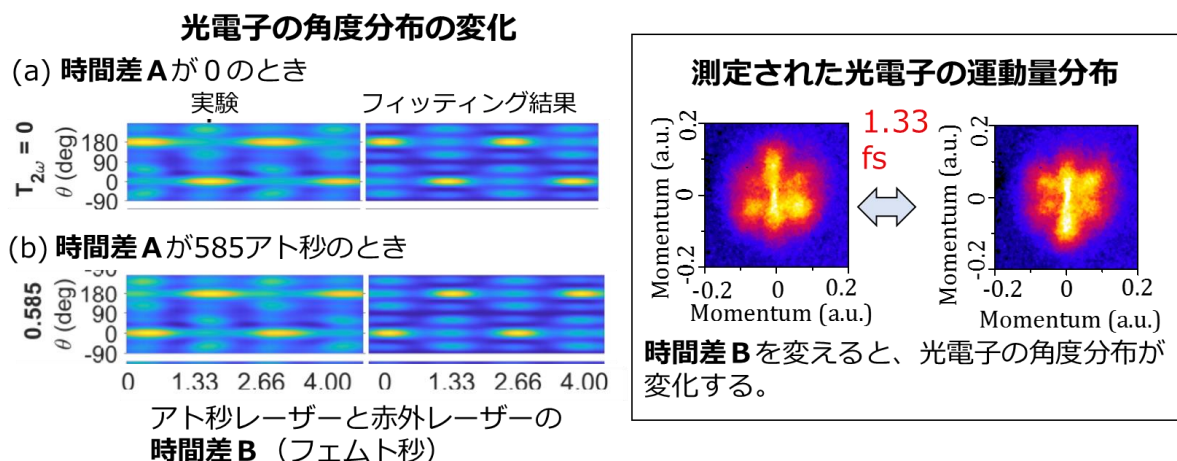 光電子の角度分布の変化
(a) 時間差Aが0のとき
実験
フィッティング結果
T2ω = 0
θ (deg)
180
0
-90
(b) 時間差Aが585アト秒のとき
0.585
θ (deg)
-90
180
90
0
-90
0 1.33 2.66 4.00 0 1.33 2.66 4.00
アト秒レーザーと赤外レーザーの
時間差B（フェムト秒）
測定された光電子の運動量分布
1.33
fs
Momentum (a.u.)
0.2
0
-0.2
-0.2 0 0.2
Momentum (a.u.)
Momentum (a.u.)
0.2
0
-0.2
-0.2 0 0.2
Momentum (a.u.)
時間差Bを変えると、光電子の角度分布が
変化する。